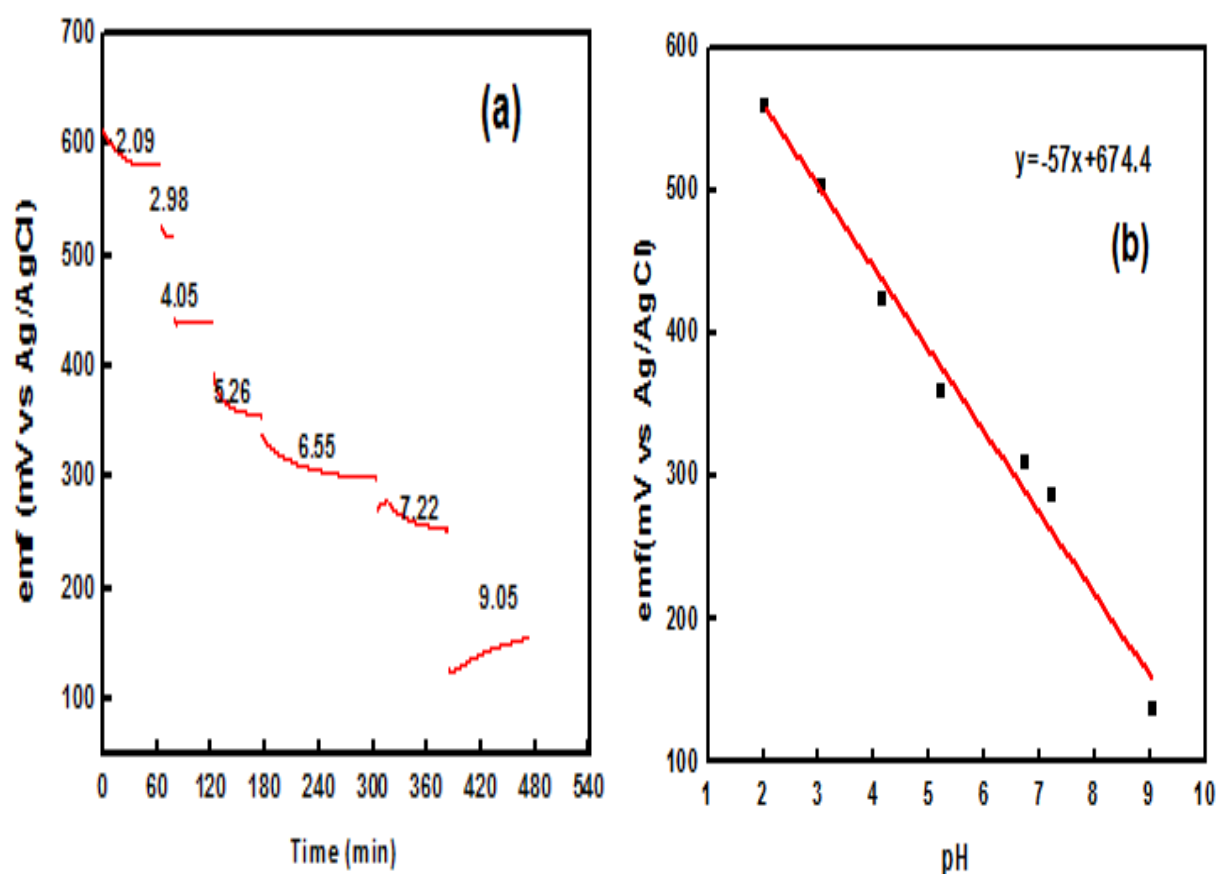 (a)
700
600
500
400
300
200
100
emf (mV vs Ag/AgCl)
2.09
2.98
4.05
5.26
6.55
7.22
9.05
0 60 120 180 240 300 360 420 480 540
Time (min)
(b)
y=-57x+674.4
600
500
400
300
200
100
emf(mV vs Ag/AgCl)
1 2 3 4 5 6 7 8 9 10
pH